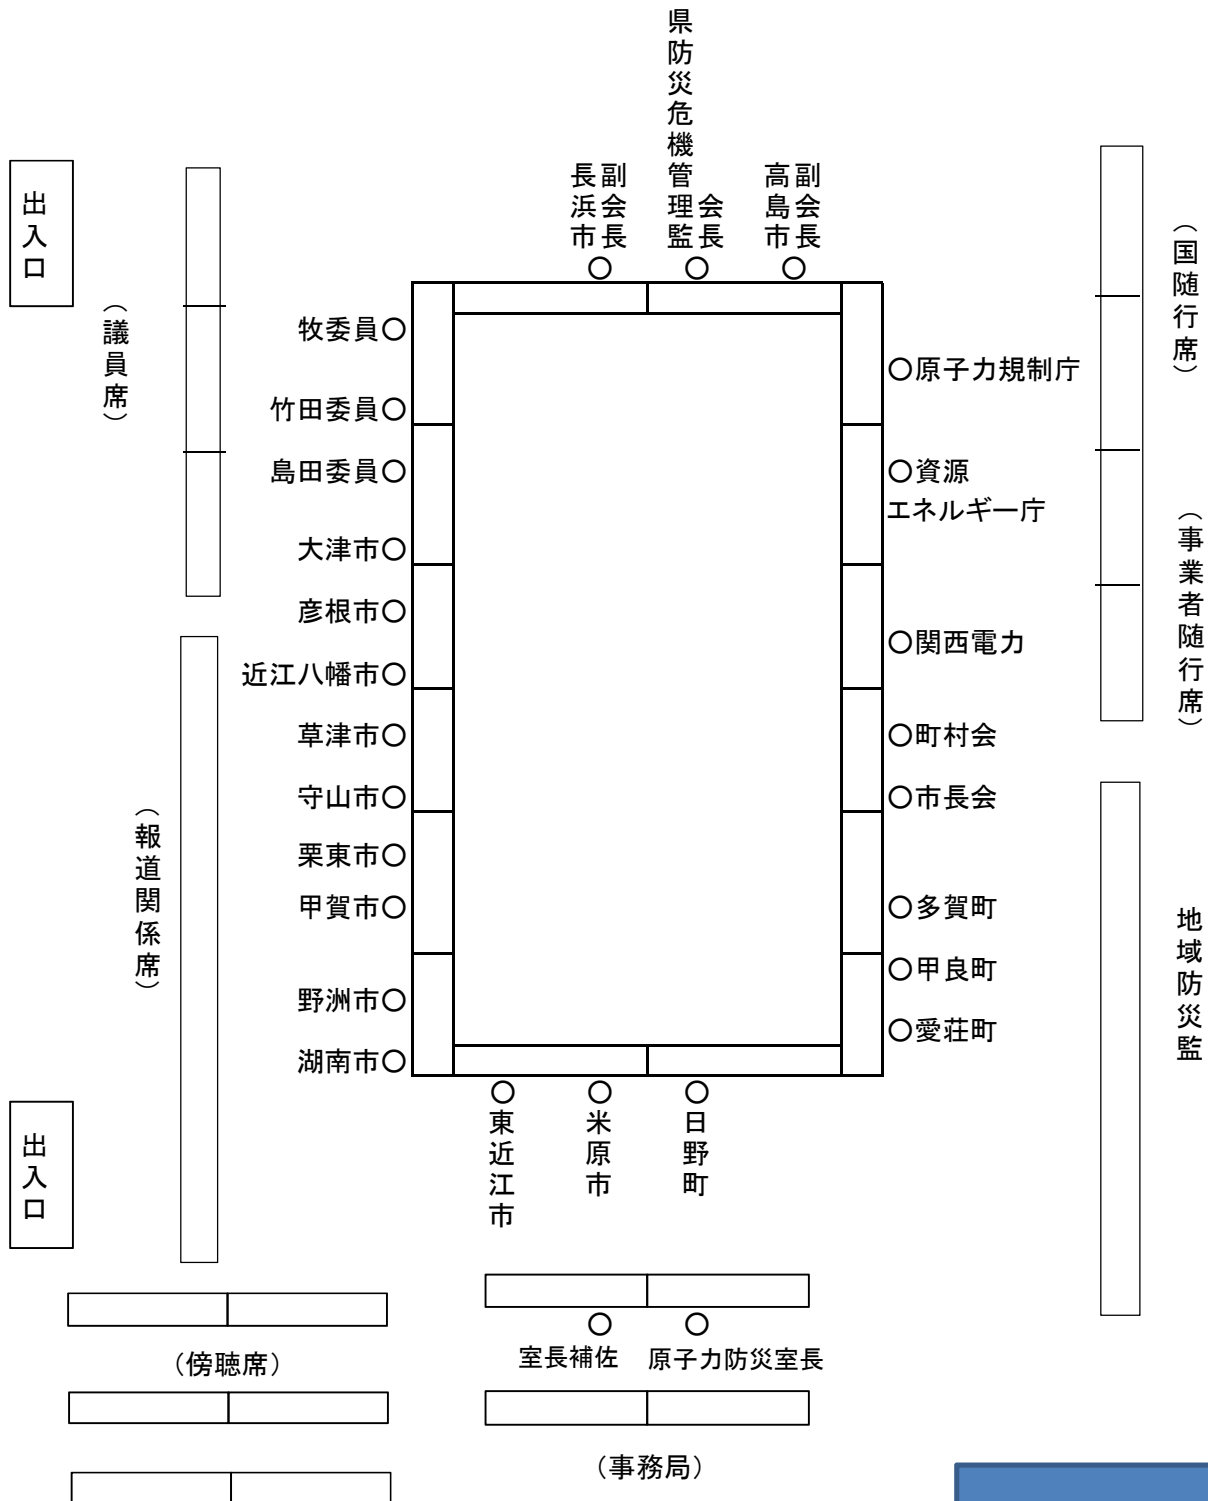 県防災危機管理監
会長
副会長
長浜市
副会長
高島市
出入口
（議員席）
牧委員○
竹田委員○
島田委員○
大津市○
彦根市○
近江八幡市○
草津市○
守山市○
栗東市○
甲賀市○
野洲市○
湖南市○
○原子力規制庁
○資源
エネルギー庁
○関西電力
○町村会
○市長会
○多賀町
○甲良町
○愛荘町
（国随行席）
（事業者随行席）
地域防災監
（報道関係席）
出入口
東近江市
米原市
日野町
室長補佐
原子力防災室長
（傍聴席）
（事務局）